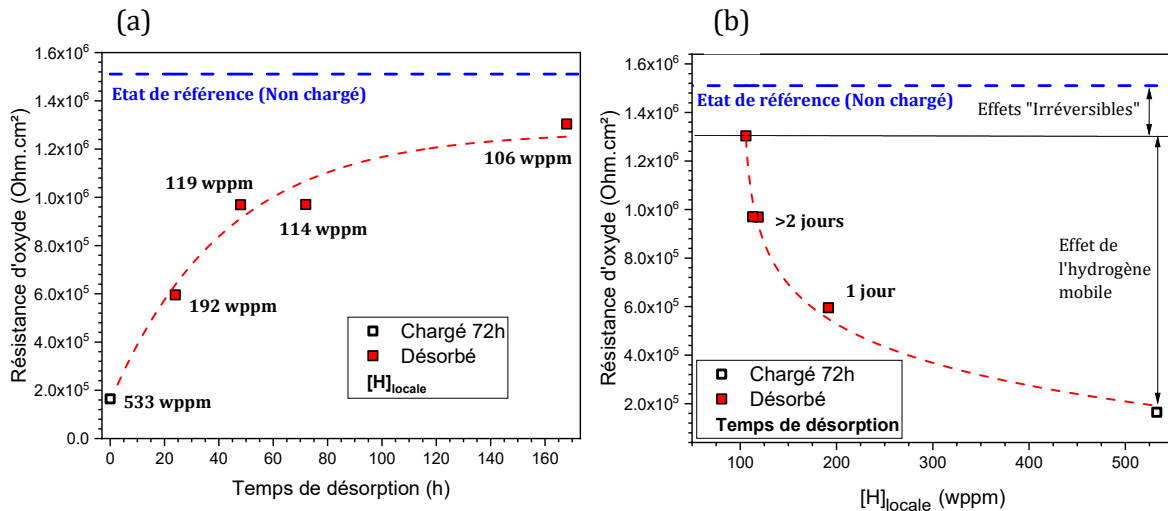 (a)
Résistance d'oxyde (Ohm.cm²)
1.6x10⁶
1.4x10⁶
1.2x10⁶
1.0x10⁶
8.0x10⁵
6.0x10⁵
4.0x10⁵
2.0x10⁵
0.0
Etat de référence (Non chargé)
106 wppm
119 wppm
114 wppm
192 wppm
533 wppm
Chargé 72h
Désorbé
[H]locale
0 20 40 60 80 100 120 140 160
Temps de désorption (h)
(b)
Résistance d'oxyde (Ohm.cm²)
1.6x10⁶
1.4x10⁶
1.2x10⁶
1.0x10⁶
8.0x10⁵
6.0x10⁵
4.0x10⁵
2.0x10⁵
Etat de référence (Non chargé)
Effets "Irréversibles"
>2 jours
Effet de
l'hydrogène
mobile
1 jour
Chargé 72h
Désorbé
Temps de désorption
100 200 300 400 500
[H]locale (wppm)